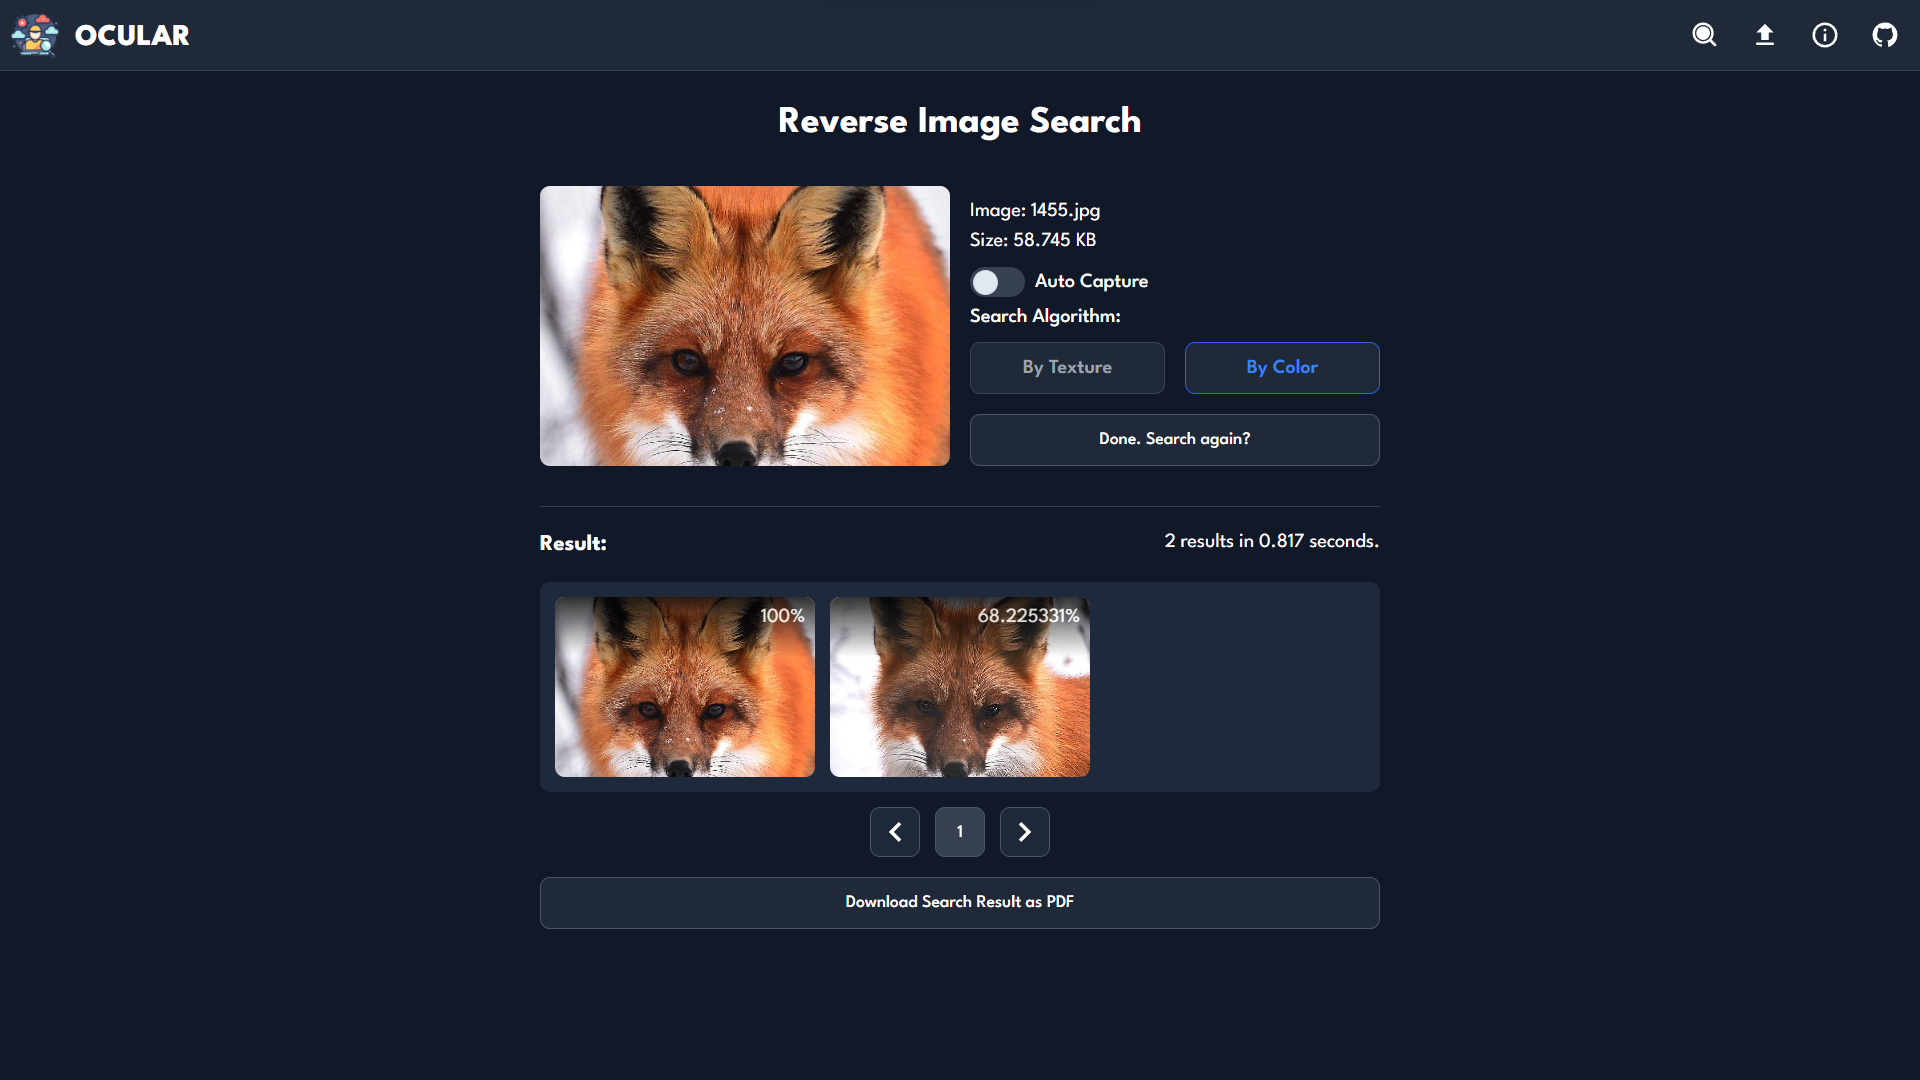 OCULAR
Reverse Image Search
Image: 1455.jpg
Size: 58.745 KB
Auto Capture
Search Algorithm:
By Texture
By Color
Done. Search again?
Result:
2 results in 0.817 seconds.
100%
68.225331%
1
Download Search Result as PDF